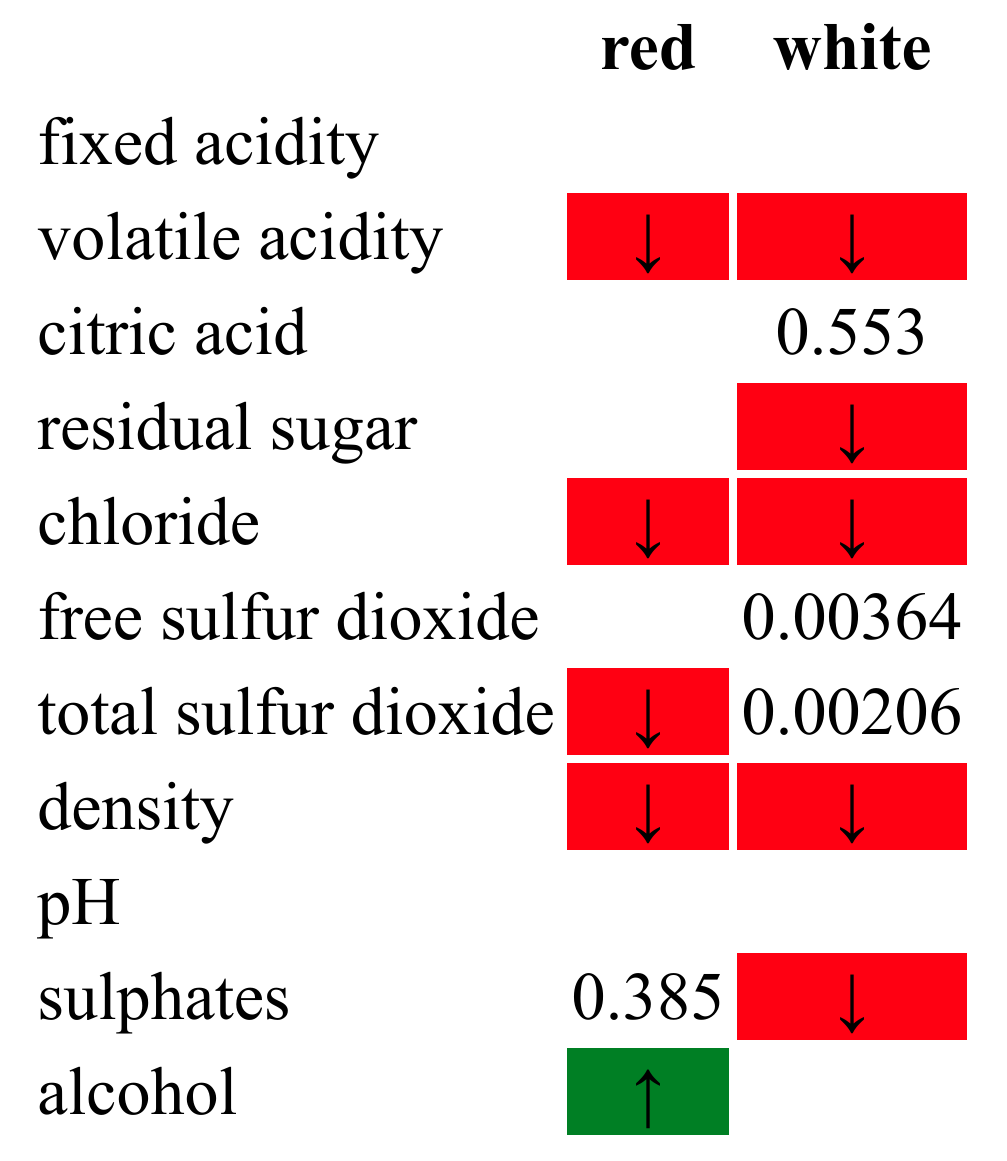 red white
fixed acidity
volatile acidity ↓ ↓
citric acid 0.553
residual sugar ↓
chloride ↓ ↓
free sulfur dioxide 0.00364
total sulfur dioxide ↓ 0.00206
density ↓ ↓
pH
sulphates 0.385 ↓
alcohol ↑